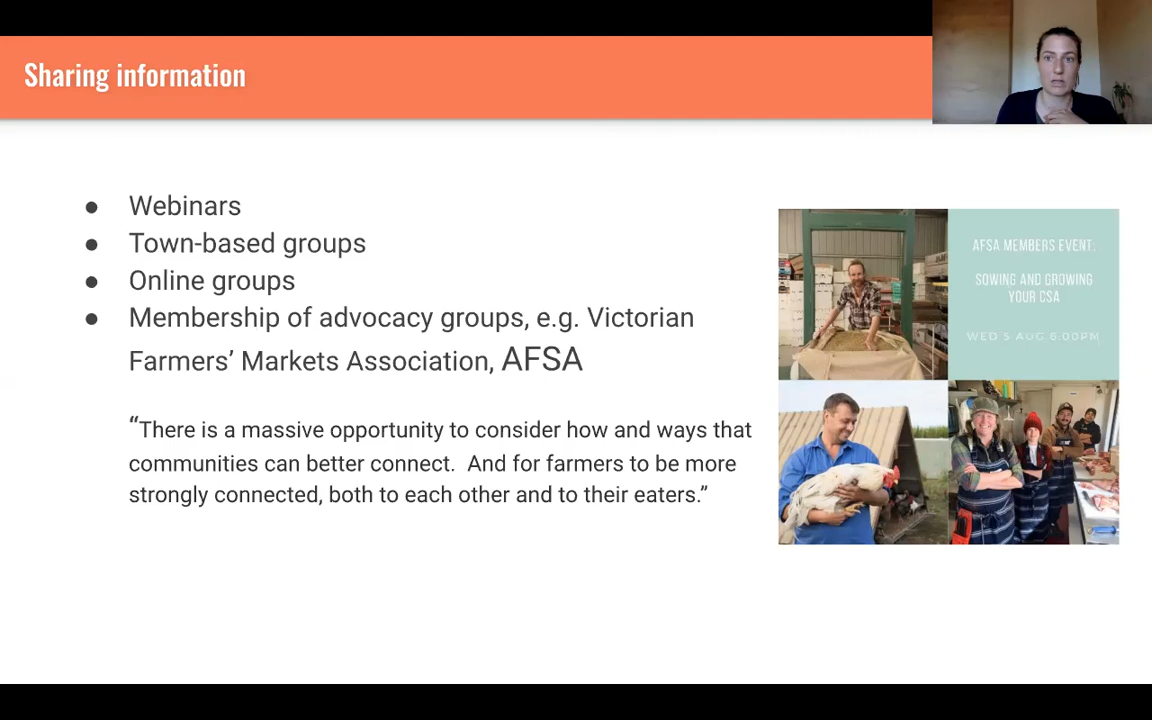 Sharing information
● Webinars
● Town-based groups
● Online groups
● Membership of advocacy groups, e.g. Victorian
Farmers’ Markets Association, AFSA
“There is a massive opportunity to consider how and ways that
communities can better connect.  And for farmers to be more
strongly connected, both to each other and to their eaters.”
AFSA MEMBERS EVENT:
SOWING AND GROWING
YOUR CSA
WED 5 AUG 6:00PM